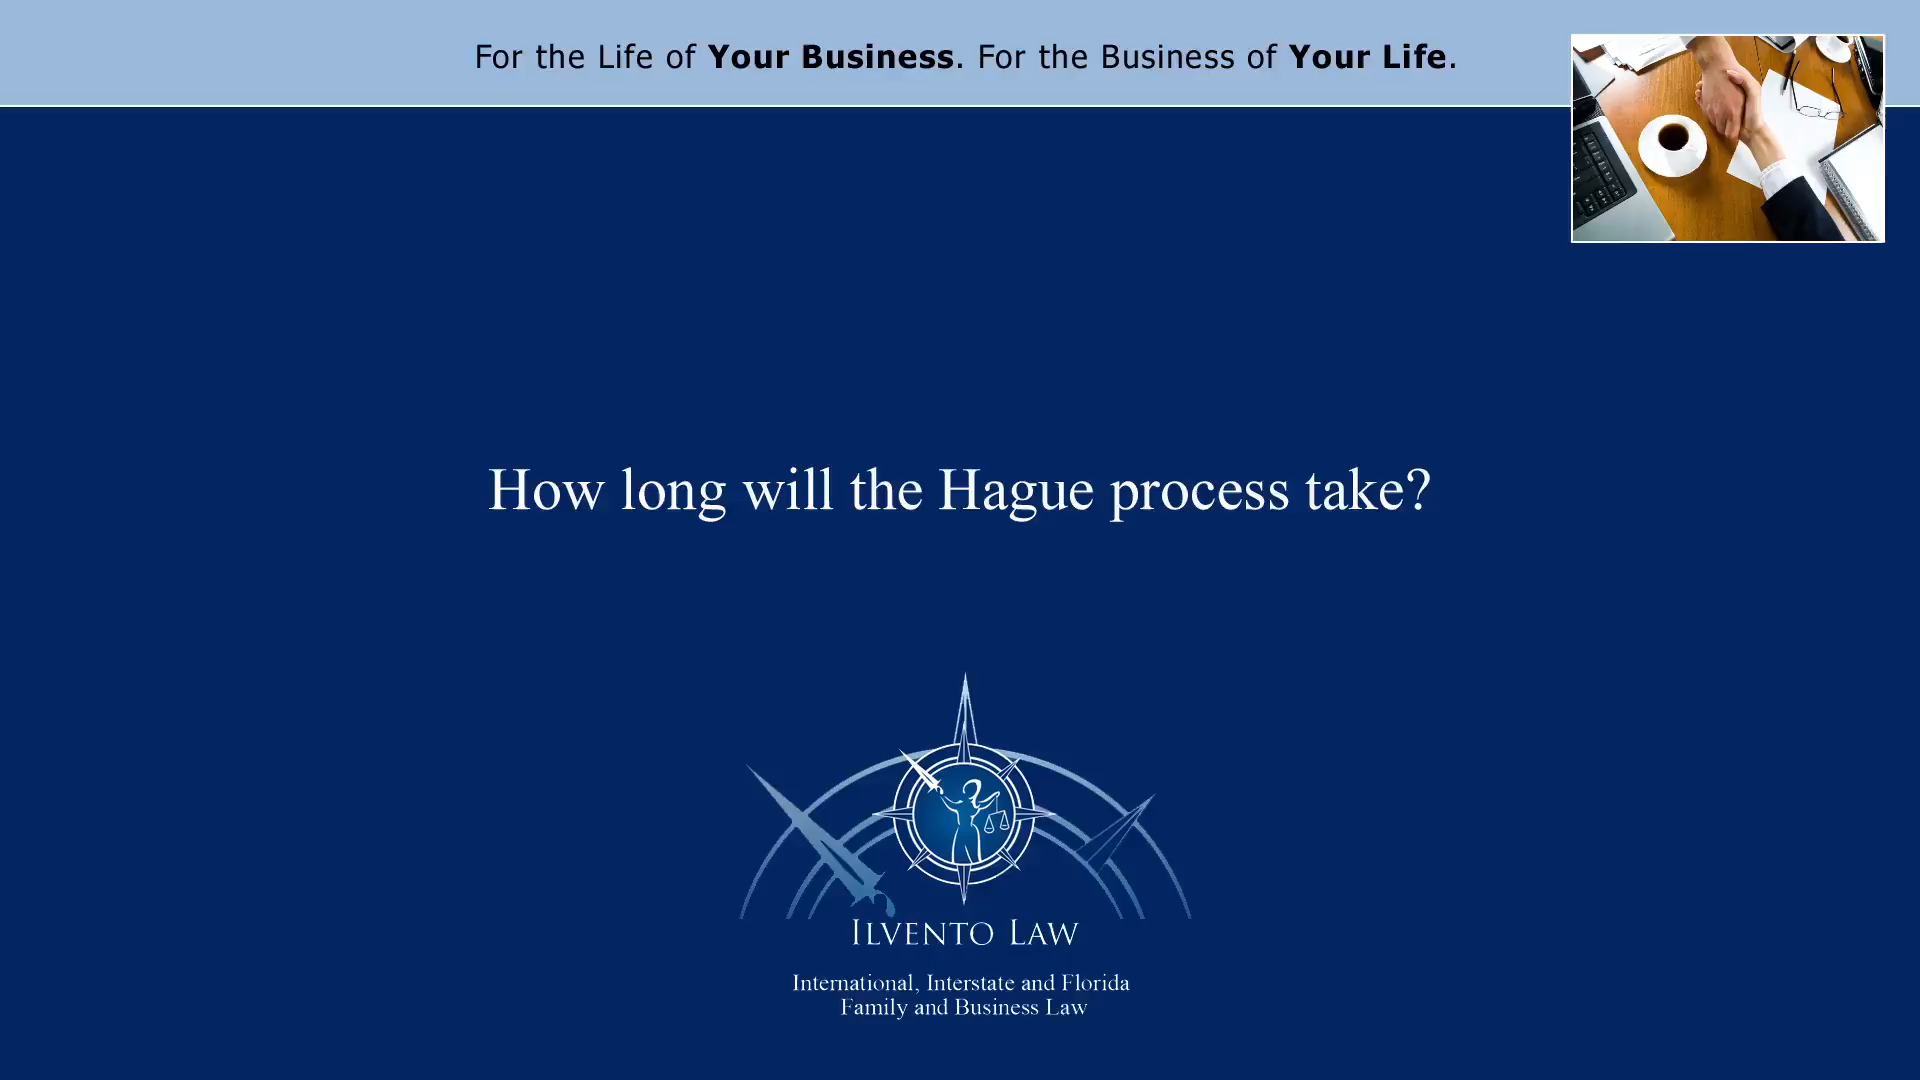 For the Life of Your Business. For the Business of Your Life.
How long will the Hague process take?
ILVENTO LAW
International, Interstate and Florida
Family and Business Law